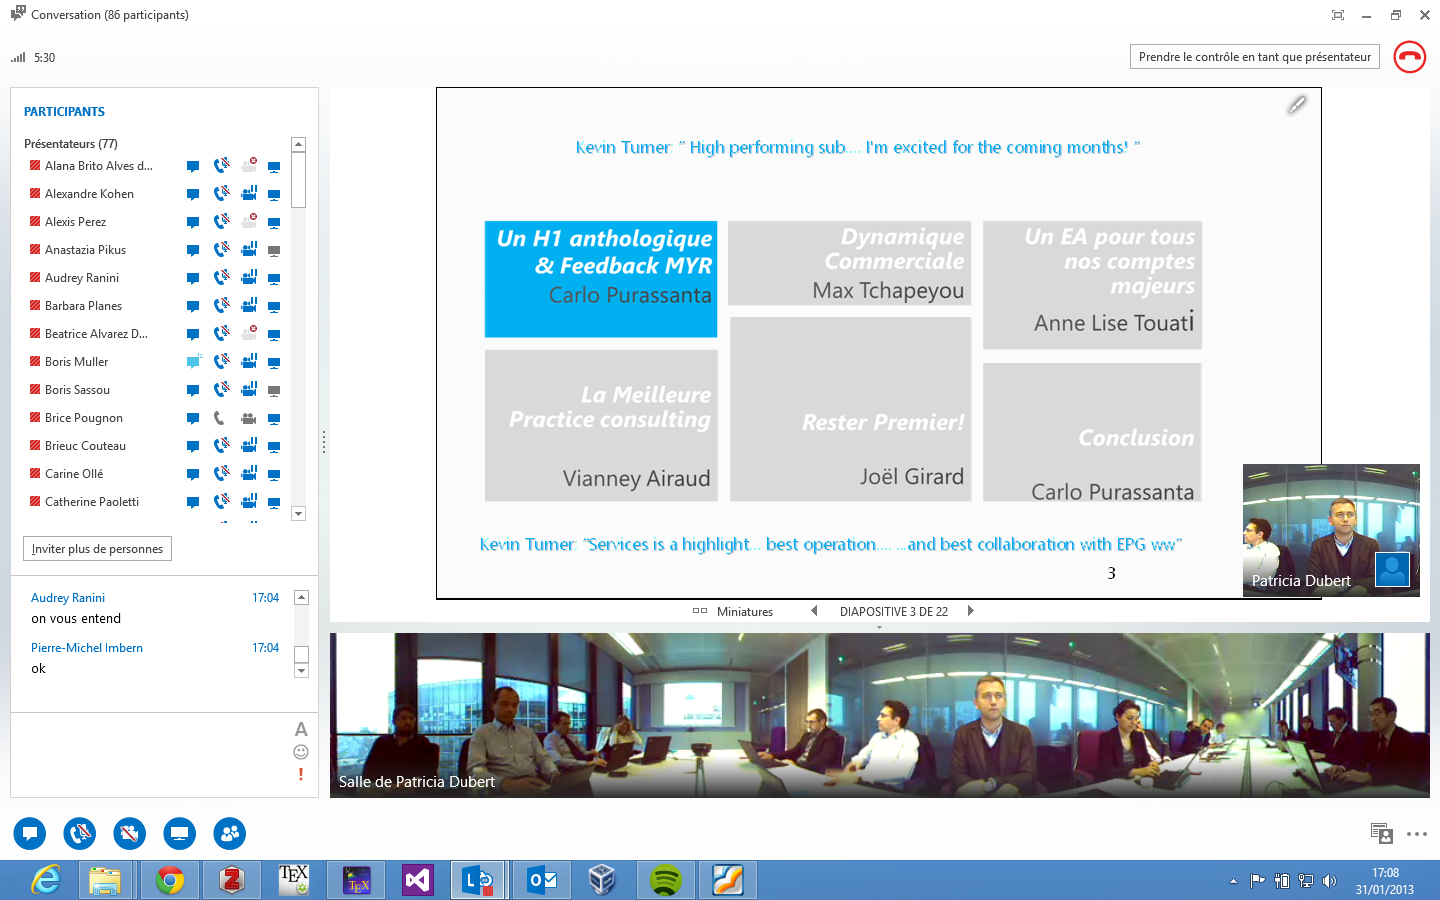 Conversation (86 participants)
5:30
Prendre le contrôle en tant que présentateur
PARTICIPANTS
Présentateurs (77)
Alana Brito Alves d...
Alexandre Kohen
Alexis Perez
Anastazia Pikus
Audrey Ranini
Barbara Planes
Beatrice Alvarez D...
Boris Muller
Boris Sassou
Brice Pougnon
Brieuc Couteau
Carine Ollé
Catherine Paoletti
Inviter plus de personnes
Audrey Ranini 17:04
on vous entend
Pierre-Michel Imbern 17:04
ok
A
!
Kevin Turner: " High performing sub.... I'm excited for the coming months! "
Un H1 anthologique
& Feedback MYR
Carlo Purassanta
Dynamique
Commerciale
Max Tchapeyou
Un EA pour tous
nos comptes
majeurs
Anne Lise Touati
La Meilleure
Practice consulting
Vianney Airaud
Rester Premier!
Joël Girard
Conclusion
Carlo Purassanta
Kevin Turner: "Services is a highlight... best operation.... ...and best collaboration with EPG ww"
3
Patricia Dubert
Miniatures
DIAPOSITIVE 3 DE 22
Salle de Patricia Dubert
TEX
TEX
17:08
31/01/2013